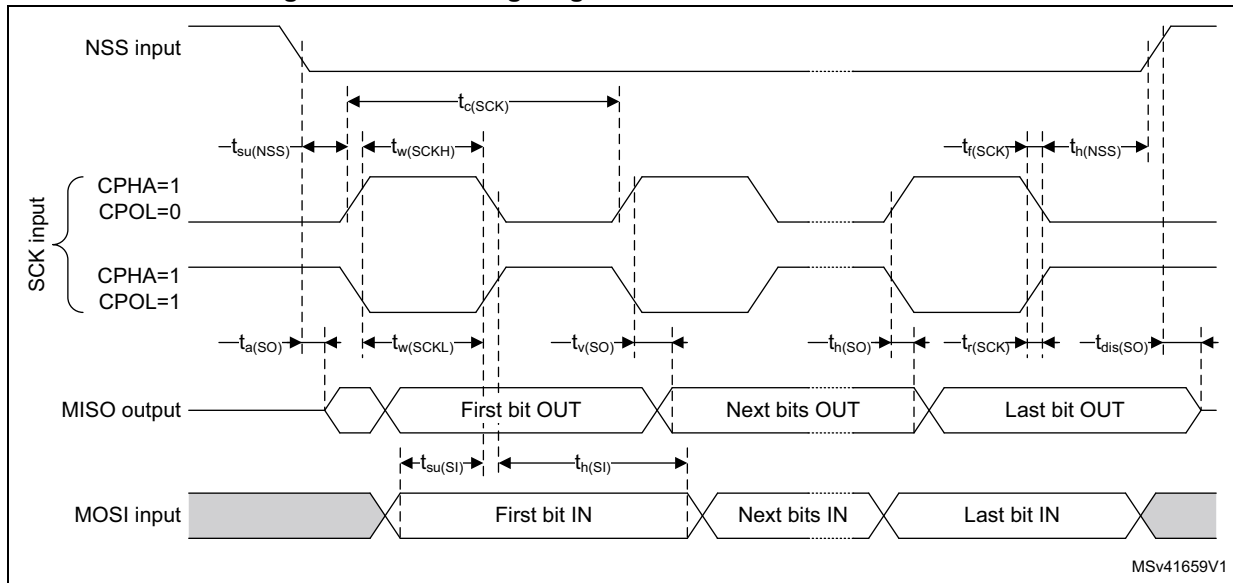 NSS input
tc(SCK)
tsu(NSS)
tw(SCKH)
tf(SCK)
th(NSS)
SCK input
CPHA=1
CPOL=0
CPHA=1
CPOL=1
ta(SO)
tw(SCKL)
tv(SO)
th(SO)
tr(SCK)
tdis(SO)
MISO output
First bit OUT
Next bits OUT
Last bit OUT
tsu(SI)
th(SI)
MOSI input
First bit IN
Next bits IN
Last bit IN
MSv41659V1